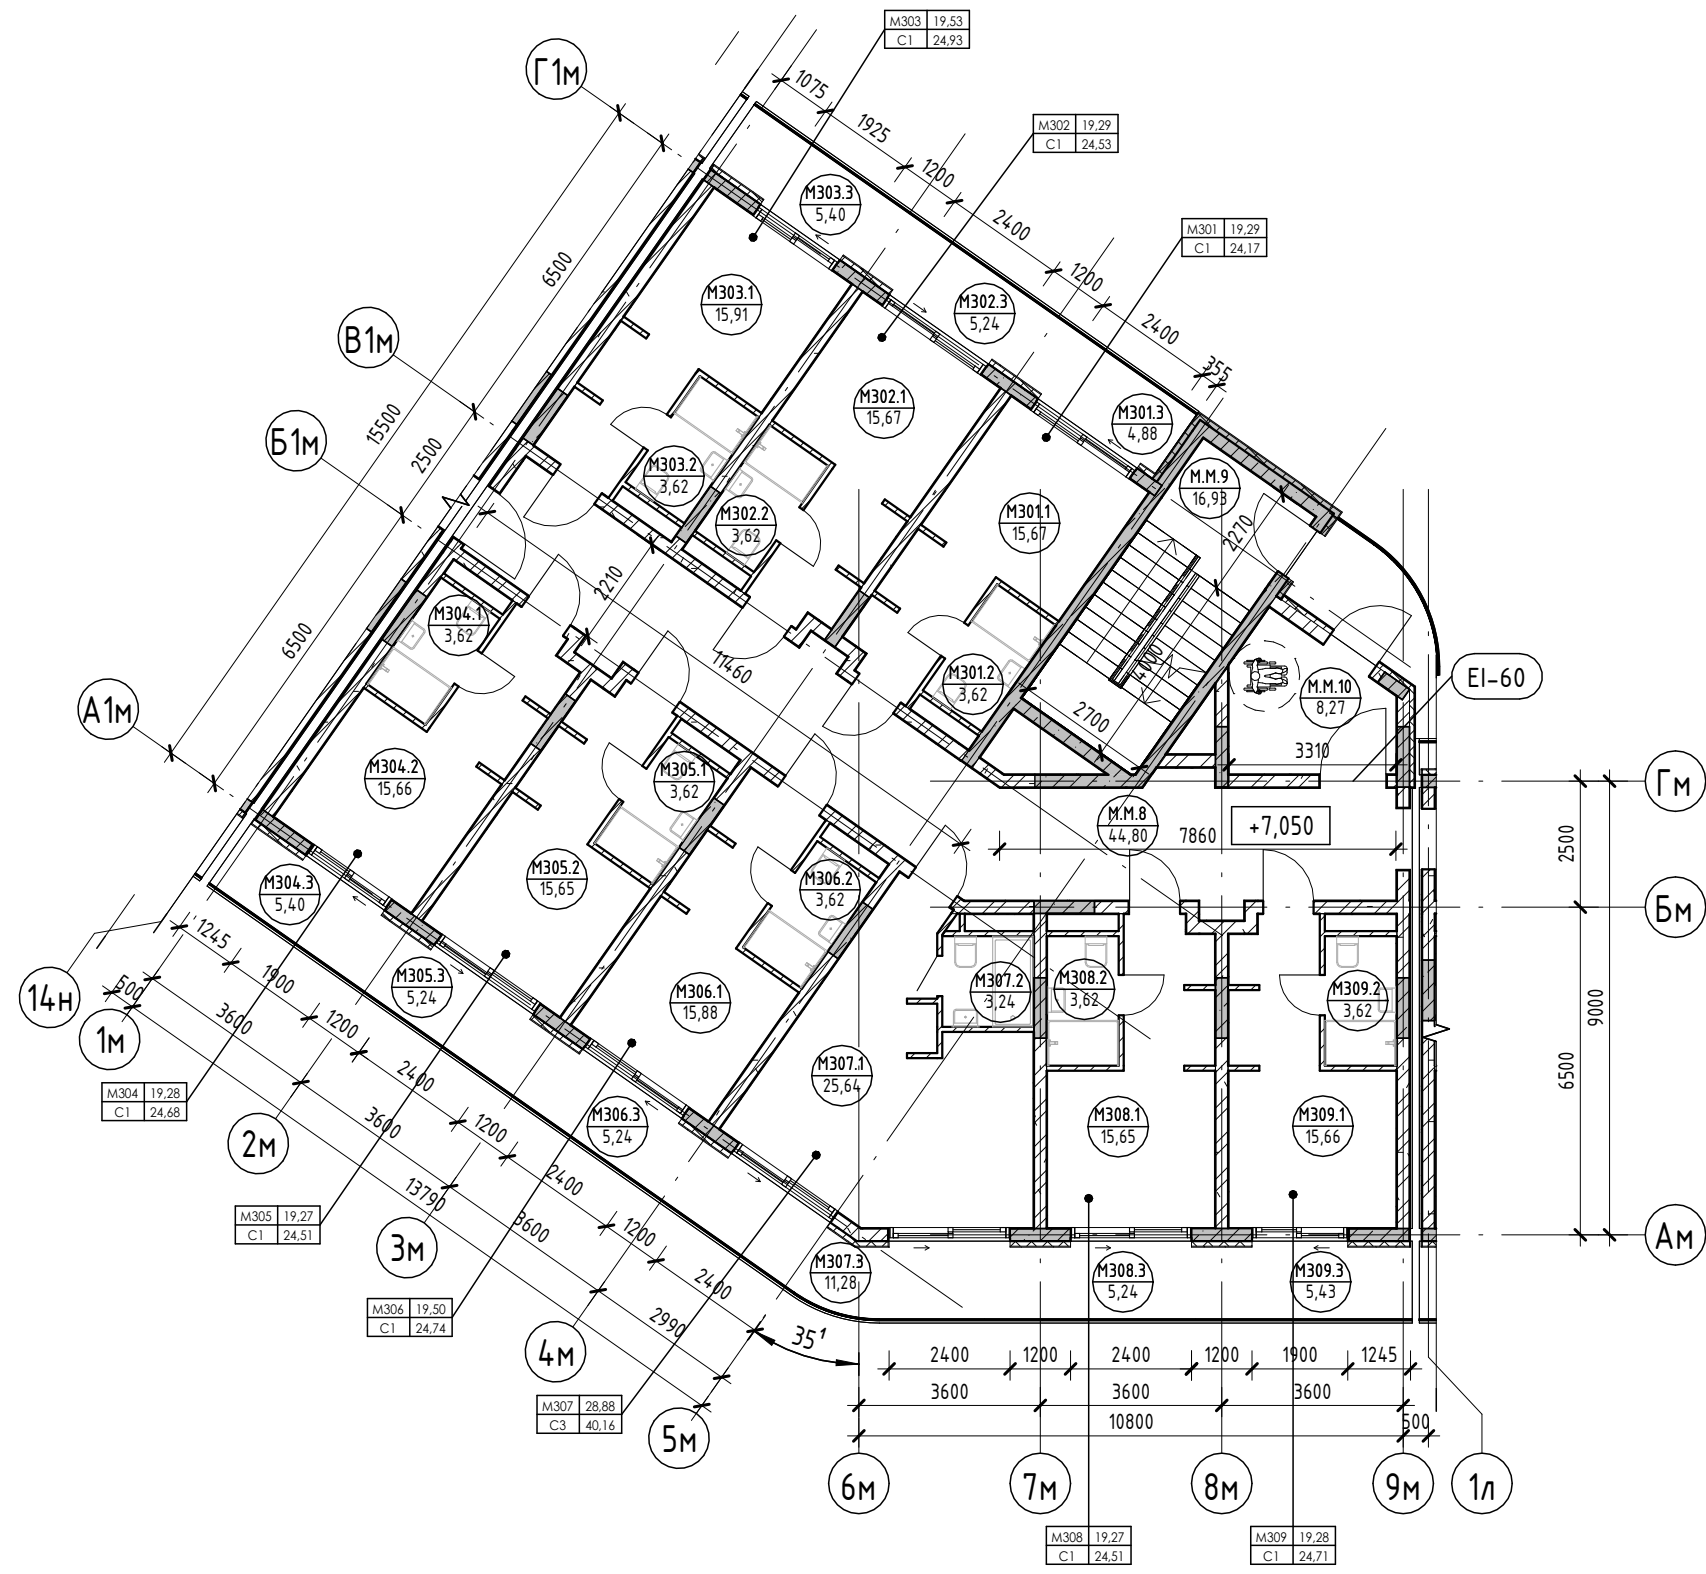 М303 19,53
С1 24,93
М302 19,29
С1 24,53
М301 19,29
С1 24,17
Г1м
В1м
Б1м
А1м
1075
1925
1200
2400
1200
2400
355
6500
15500
2500
6500
М303.3
5,40
М303.1
15,91
М302.3
5,24
М302.1
15,67
М301.3
4,88
М303.2
3,62
М302.2
3,62
М301.1
15,67
М.М.9
16,93
2270
2210
11460
4000
2700
М304.1
3,62
М301.2
3,62
М.М.10
8,27
3310
EI-60
М304.2
15,66
М305.1
3,62
М.М.8
44,80
7860
+7,050
Гм
2500
Бм
9000
6500
Ам
М304.3
5,40
М305.2
15,65
М306.2
3,62
М305.3
5,24
М306.1
15,88
М307.2
3,24
М308.2
3,62
М309.2
3,62
М307.1
25,64
М306.3
5,24
М308.1
15,65
М309.1
15,66
М307.3
11,28
М308.3
5,24
М309.3
5,43
14н
1м
2м
3м
4м
5м
1245
1900
1200
2400
1200
2400
1200
2400
500
3600
3600
3600
2990
13790
35¹
М304 19,28
С1 24,68
М305 19,27
С1 24,51
М306 19,50
С1 24,74
М307 28,88
С3 40,16
2400 1200 2400 1200 1900 1245
3600 3600 3600
10800 500
6м 7м 8м 9м 1л
М308 19,27
С1 24,51
М309 19,28
С1 24,71